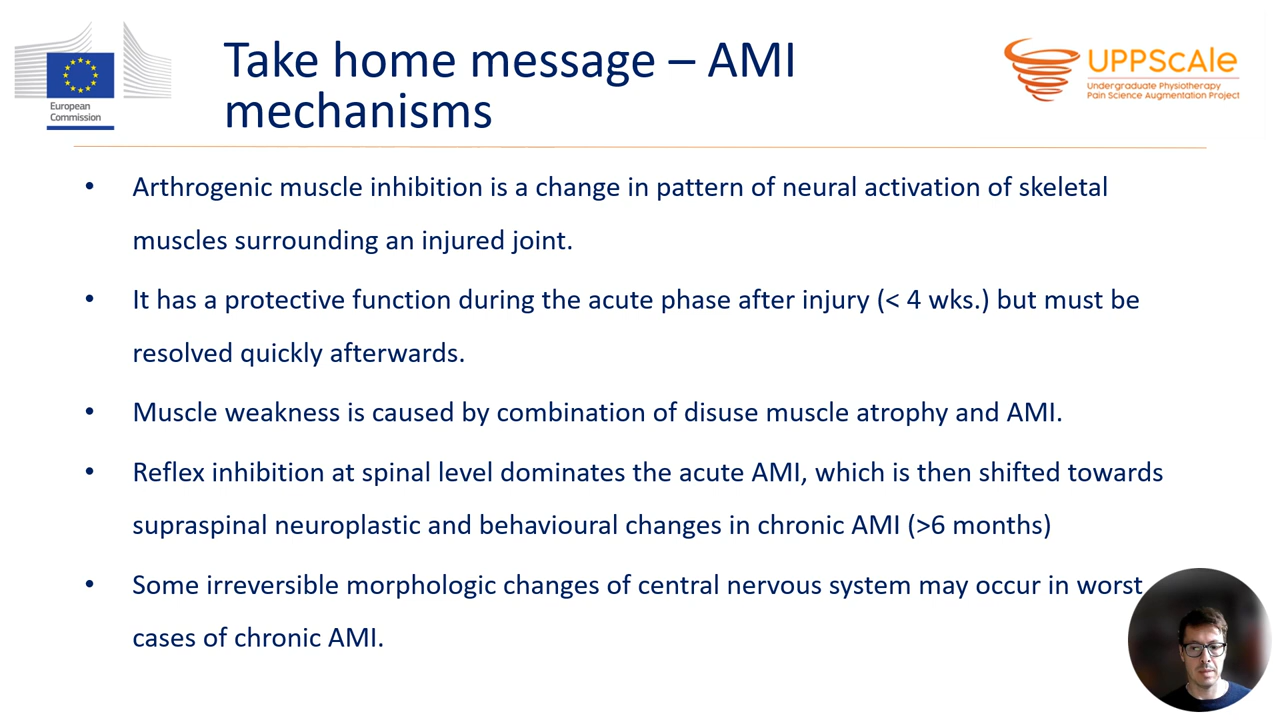 Take home message – AMI
mechanisms
European
Commission
UPPScale
Undergraduate Physiotherapy
Pain Science Augmentation Project
• Arthrogenic muscle inhibition is a change in pattern of neural activation of skeletal
muscles surrounding an injured joint.
• It has a protective function during the acute phase after injury (< 4 wks.) but must be
resolved quickly afterwards.
• Muscle weakness is caused by combination of disuse muscle atrophy and AMI.
• Reflex inhibition at spinal level dominates the acute AMI, which is then shifted towards
supraspinal neuroplastic and behavioural changes in chronic AMI (>6 months)
• Some irreversible morphologic changes of central nervous system may occur in worst
cases of chronic AMI.